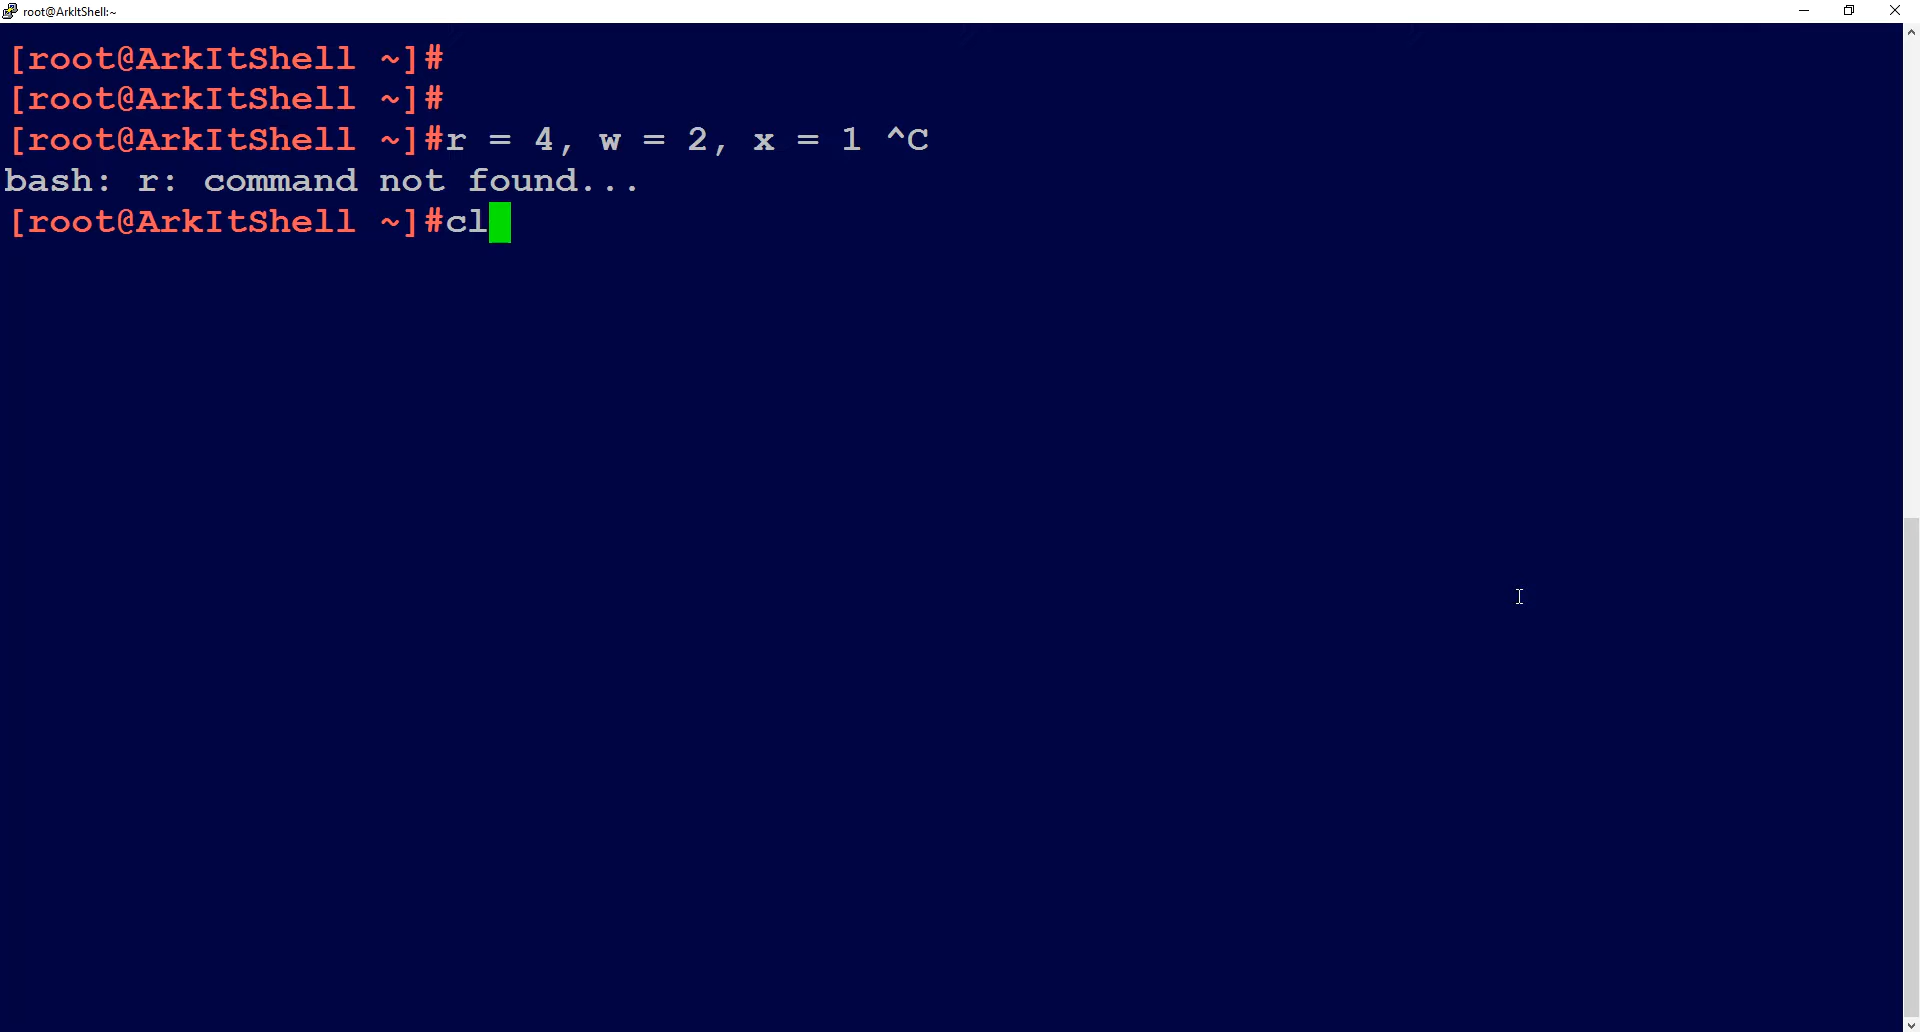 root@ArkItShell:~
[root@ArkItShell ~]#
[root@ArkItShell ~]#
[root@ArkItShell ~]#r = 4, w = 2, x = 1 ^C
bash: r: command not found...
[root@ArkItShell ~]#cl